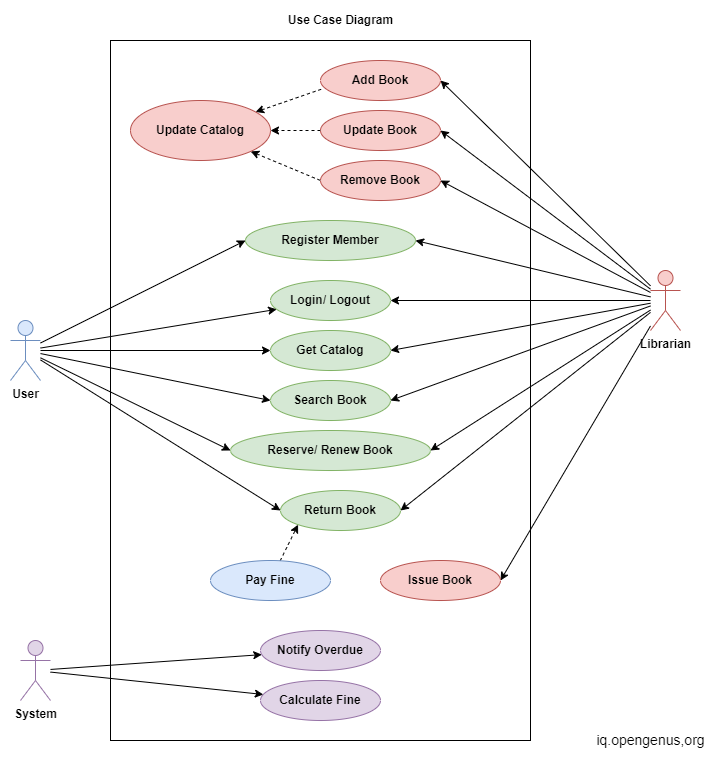 Use Case Diagram
Add Book
Update Catalog
Update Book
Remove Book
Register Member
Login/ Logout
Get Catalog
Librarian
User
Search Book
Reserve/ Renew Book
Return Book
Pay Fine
Issue Book
Notify Overdue
Calculate Fine
System
iq.opengenus,org